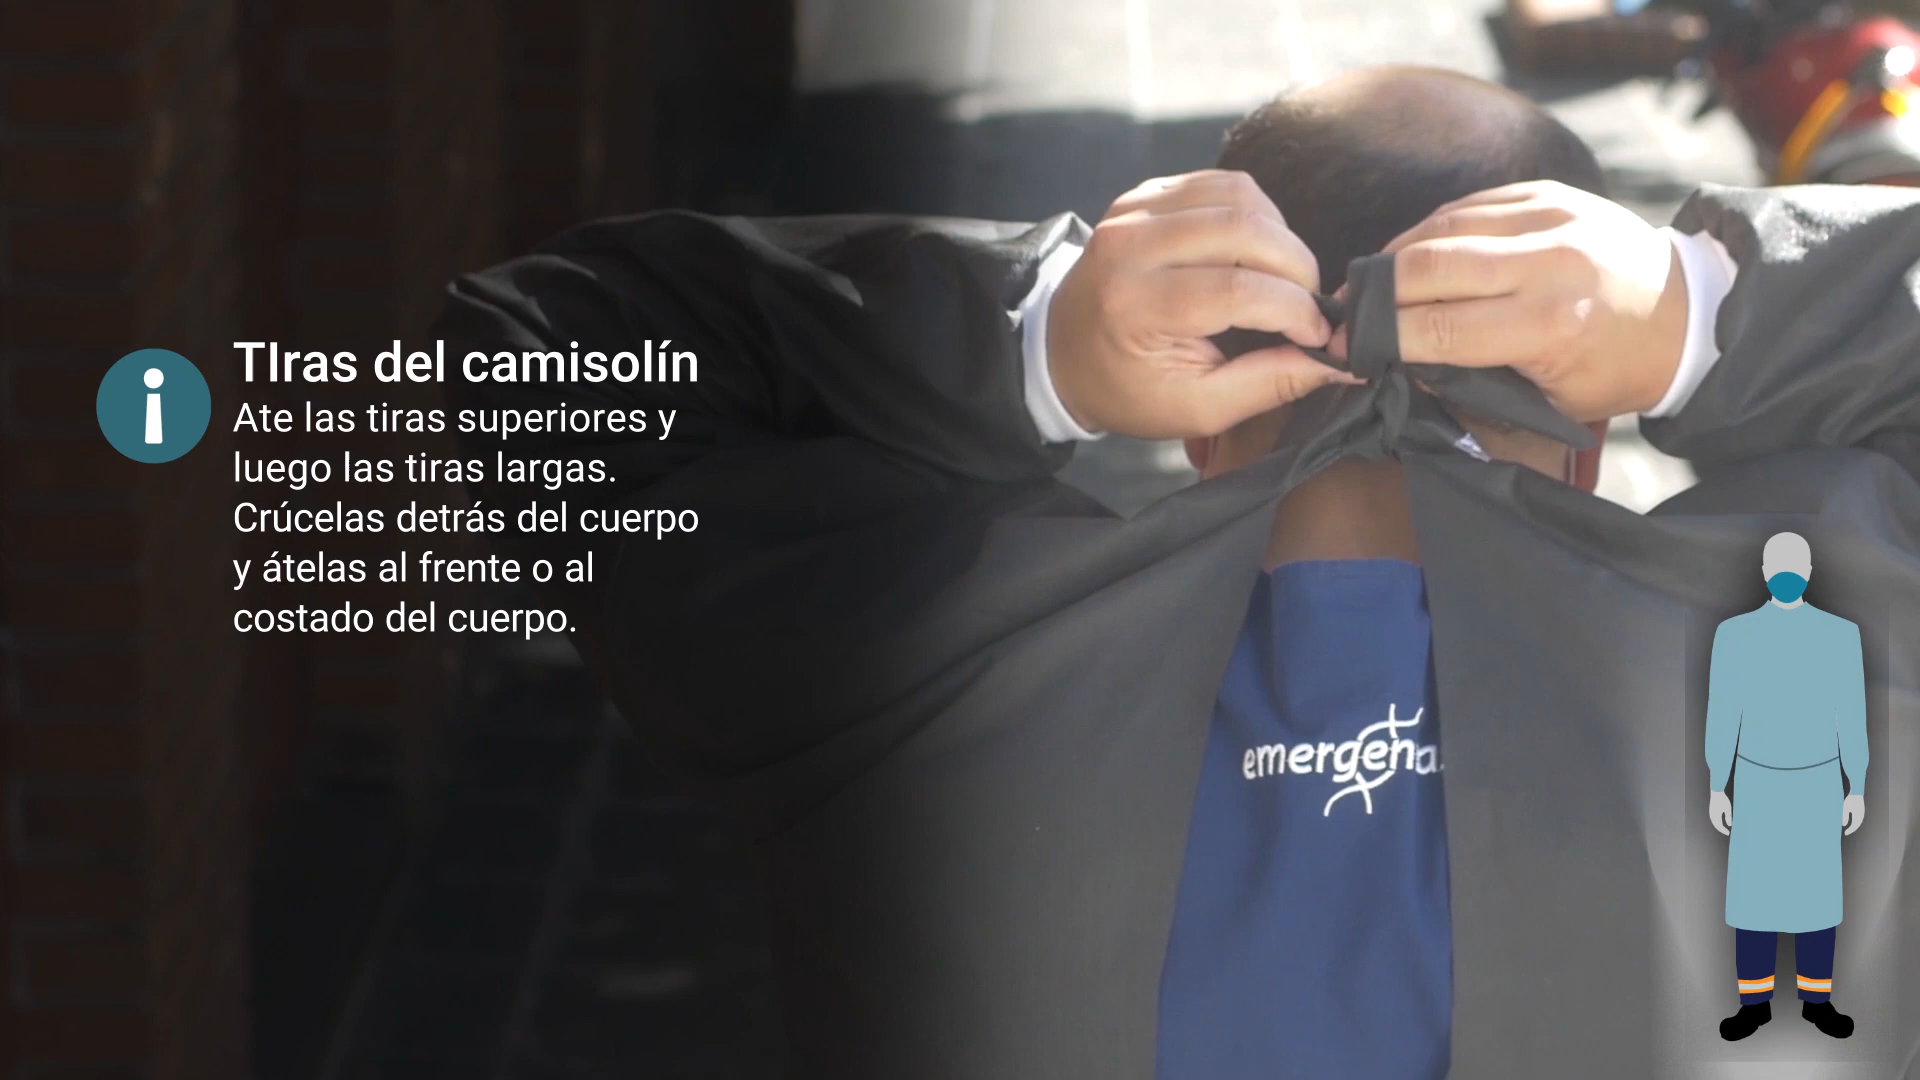 TIras del camisolín
Ate las tiras superiores y
luego las tiras largas.
Crúcelas detrás del cuerpo
y átelas al frente o al
costado del cuerpo.